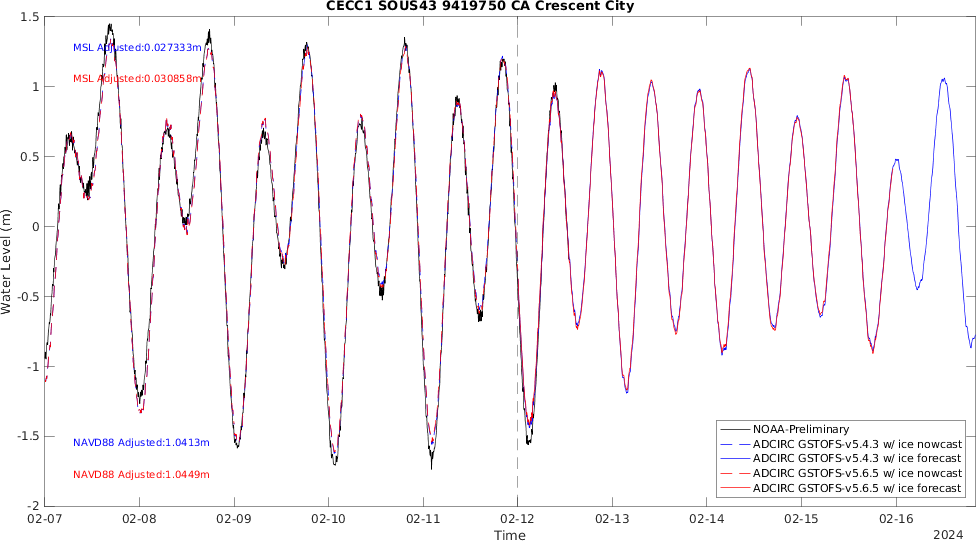 CECC1 SOUS43 9419750 CA Crescent City
1.5
1
0.5
0
-0.5
-1
-1.5
-2
Water Level (m)
MSL Adjusted:0.027333m
MSL Adjusted:0.030858m
NAVD88 Adjusted:1.0413m
NAVD88 Adjusted:1.0449m
NOAA-Preliminary
ADCIRC GSTOFS-v5.4.3 w/ ice nowcast
ADCIRC GSTOFS-v5.4.3 w/ ice forecast
ADCIRC GSTOFS-v5.6.5 w/ ice nowcast
ADCIRC GSTOFS-v5.6.5 w/ ice forecast
02-07 02-08 02-09 02-10 02-11 02-12 02-13 02-14 02-15 02-16
Time
2024